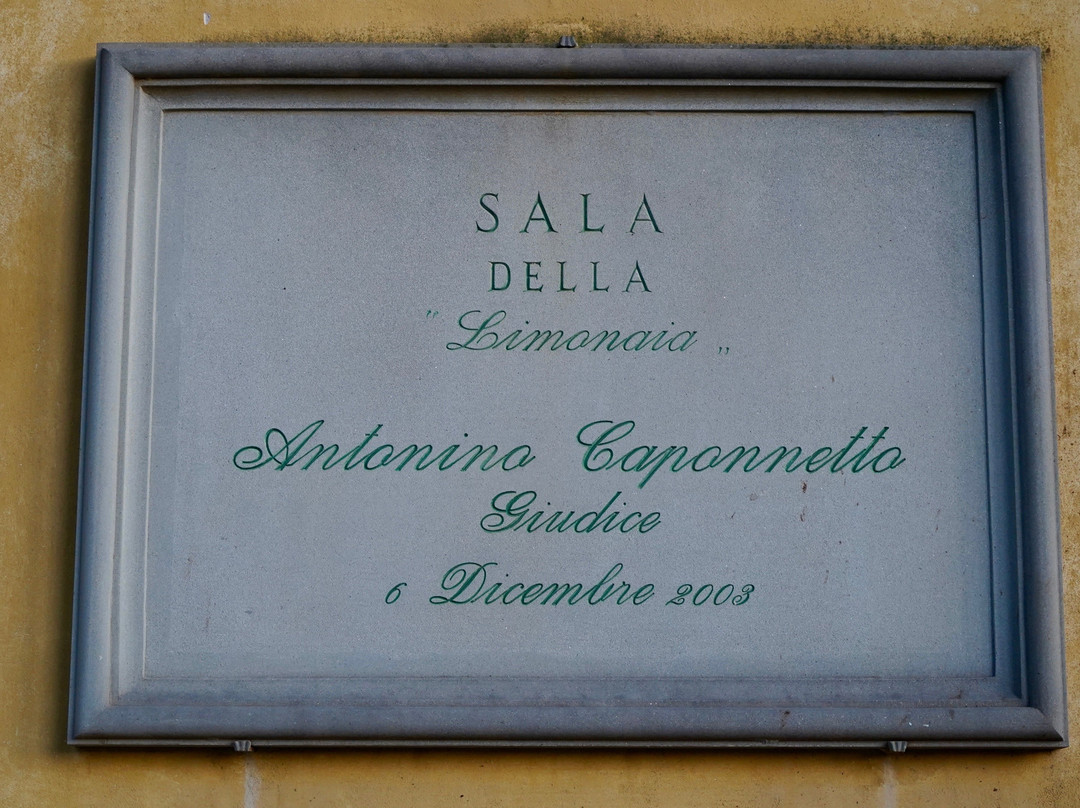 SALA
DELLA
"Limonaia„
Antonino Caponnetto
Giudice
6 Dicembre 2003